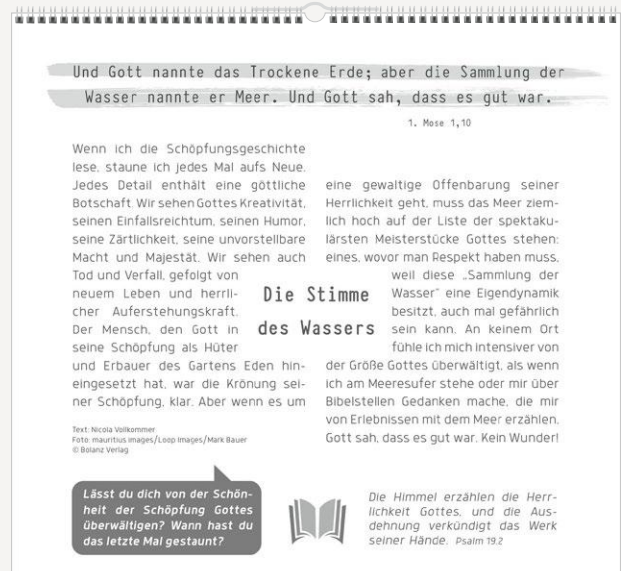 Und Gott nannte das Trockene Erde; aber die Sammlung der
Wasser nannte er Meer. Und Gott sah, dass es gut war.
1. Mose 1,10
Wenn ich die Schöpfungsgeschichte
lese, staune ich jedes Mal aufs Neue.
Jedes Detail enthält eine göttliche
Botschaft. Wir sehen Gottes Kreativität,
seinen Einfallsreichtum, seinen Humor,
seine Zärtlichkeit, seine unvorstellbare
Macht und Majestät. Wir sehen auch
Tod und Verfall, gefolgt von
neuem Leben und herrli-
cher Auferstehungskraft.
Der Mensch, den Gott in
seine Schöpfung als Hüter
und Erbauer des Gartens Eden hin-
eingesetzt hat, war die Krönung sei-
ner Schöpfung, klar. Aber wenn es um
Die Stimme
des Wassers
eine gewaltige Offenbarung seiner
Herrlichkeit geht, muss das Meer ziem-
lich hoch auf der Liste der spektaku-
lärsten Meisterstücke Gottes stehen:
eines, wovor man Respekt haben muss,
weil diese „Sammlung der
Wasser“ eine Eigendynamik
besitzt, auch mal gefährlich
sein kann. An keinem Ort
fühle ich mich intensiver von
der Größe Gottes überwältigt, als wenn
ich am Meeresufer stehe oder mir über
Bibelstellen Gedanken mache, die mir
von Erlebnissen mit dem Meer erzählen.
Gott sah, dass es gut war. Kein Wunder!
Text: Nicola Vollkommer
Foto: mauritius images/Loop Images/Mark Bauer
© Bolanz Verlag
Lässt du dich von der Schön-
heit der Schöpfung Gottes
überwältigen? Wann hast du
das letzte Mal gestaunt?
Die Himmel erzählen die Herr-
lichkeit Gottes, und die Aus-
dehnung verkündigt das Werk
seiner Hände. Psalm 19,2